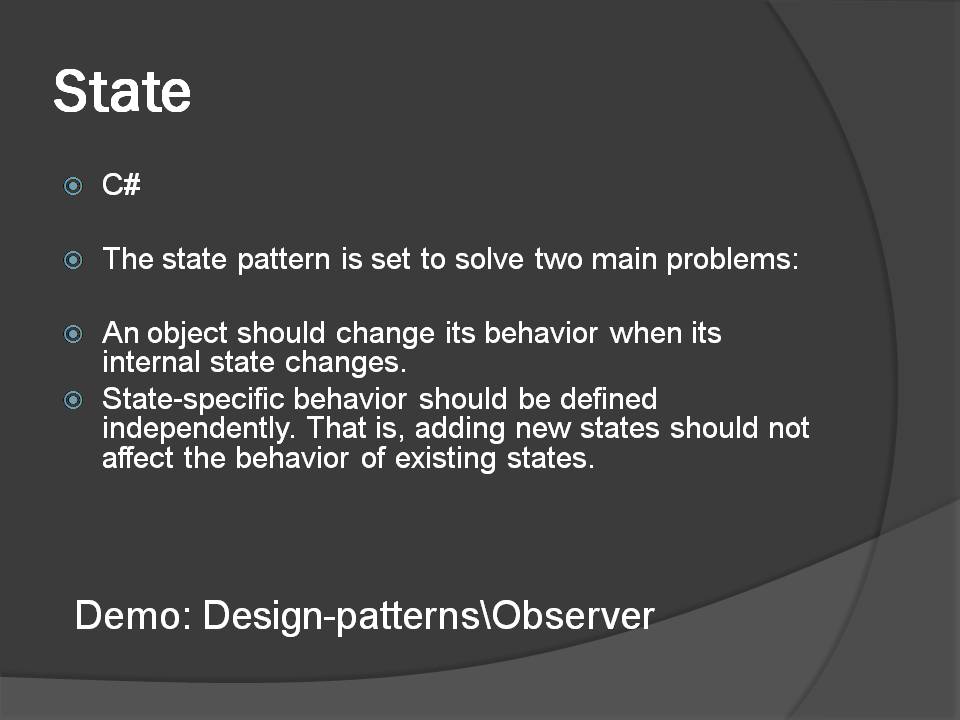 State
C#
The state pattern is set to solve two main problems:
An object should change its behavior when its
internal state changes.
State-specific behavior should be defined
independently. That is, adding new states should not
affect the behavior of existing states.
Demo: Design-patterns\Observer